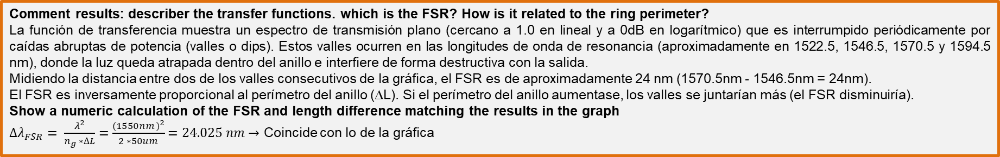 Comment results: describer the transfer functions. which is the FSR? How is it related to the ring perimeter?
La función de transferencia muestra un espectro de transmisión plano (cercano a 1.0 en lineal y a 0dB en logarítmico) que es interrumpido periódicamente por
caídas abruptas de potencia (valles o dips). Estos valles ocurren en las longitudes de onda de resonancia (aproximadamente en 1522.5, 1546.5, 1570.5 y 1594.5
nm), donde la luz queda atrapada dentro del anillo e interfiere de forma destructiva con la salida.
Midiendo la distancia entre dos de los valles consecutivos de la gráfica, el FSR es de aproximadamente 24 nm (1570.5nm - 1546.5nm = 24nm).
El FSR es inversamente proporcional al perímetro del anillo (ΔL). Si el perímetro del anillo aumentase, los valles se juntarían más (el FSR disminuiría).
Show a numeric calculation of the FSR and length difference matching the results in the graph
Δλ_FSR = λ² / (n_g *ΔL) = (1550nm)² / (2 *50um) = 24.025 nm → Coincide con lo de la gráfica